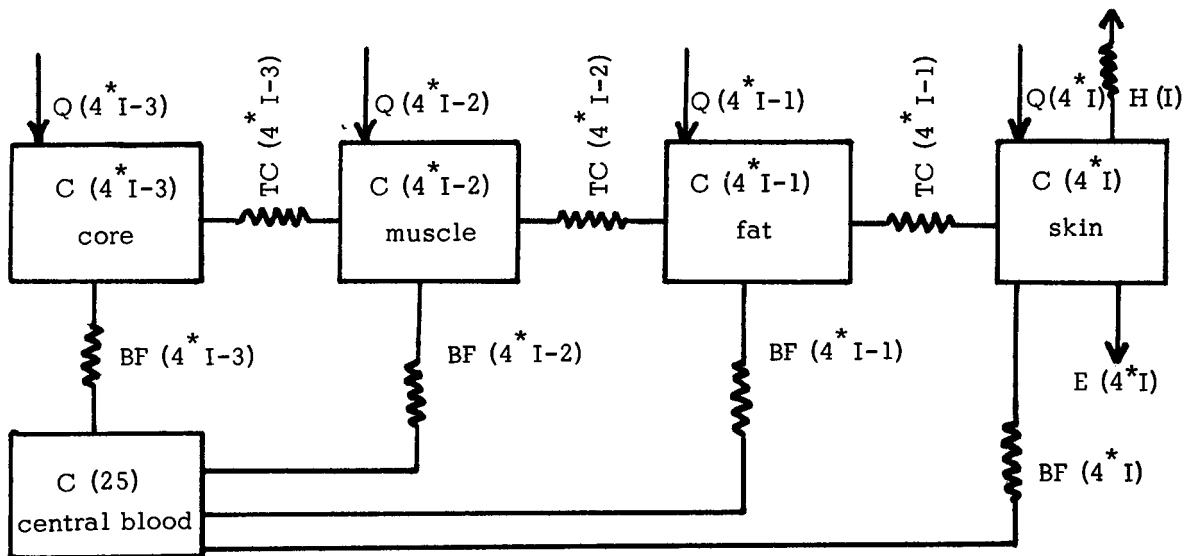 Q (4*I-3)
TC (4*I-3)
Q (4*I-2)
TC (4*I-2)
Q (4*I-1)
TC (4*I-1)
Q(4*I)
H (I)
C (4*I-3)
core
C (4*I-2)
muscle
C (4*I-1)
fat
C (4*I)
skin
BF (4*I-3)
BF (4*I-2)
BF (4*I-1)
E (4*I)
BF (4*I)
C (25)
central blood